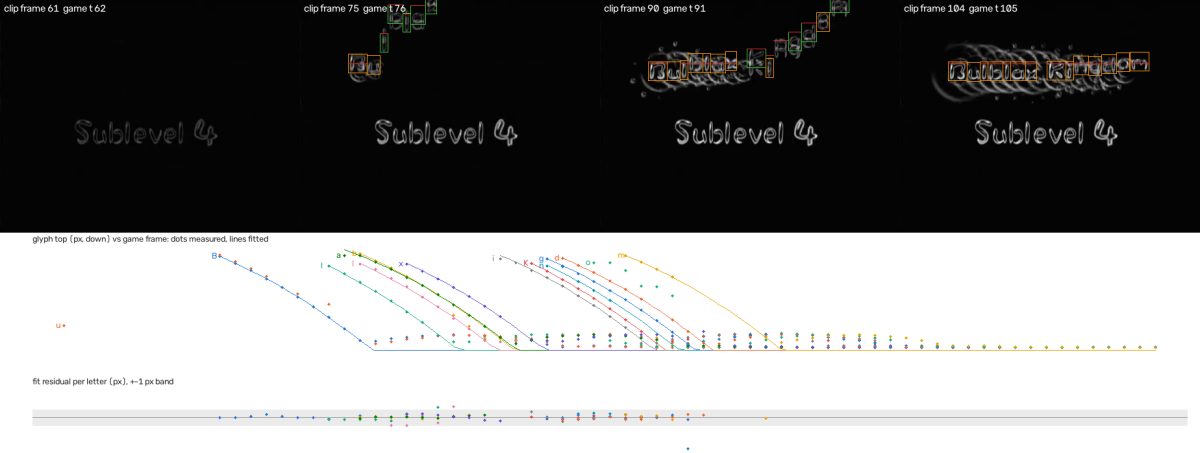 clip frame 61 game t 62
Sublevel 4
clip frame 75 game t 76
Bu
Sublevel 4
clip frame 90 game t 91
Bulblax K
Sublevel 4
clip frame 104 game t 105
Bulblax Kingdom
Sublevel 4
glyph top (px, down) vs game frame: dots measured, lines fitted
u B l a b l x i K g n d o m
fit residual per letter (px), +-1 px band